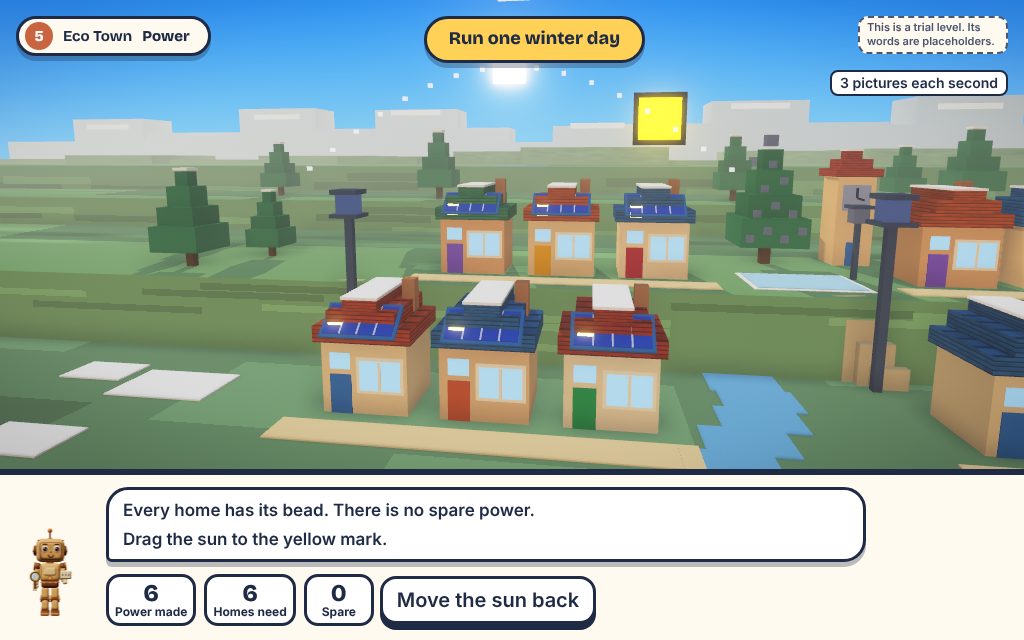 5 Eco Town Power
Run one winter day
This is a trial level. Its
words are placeholders.
3 pictures each second
Every home has its bead. There is no spare power.
Drag the sun to the yellow mark.
6
Power made
6
Homes need
0
Spare
Move the sun back